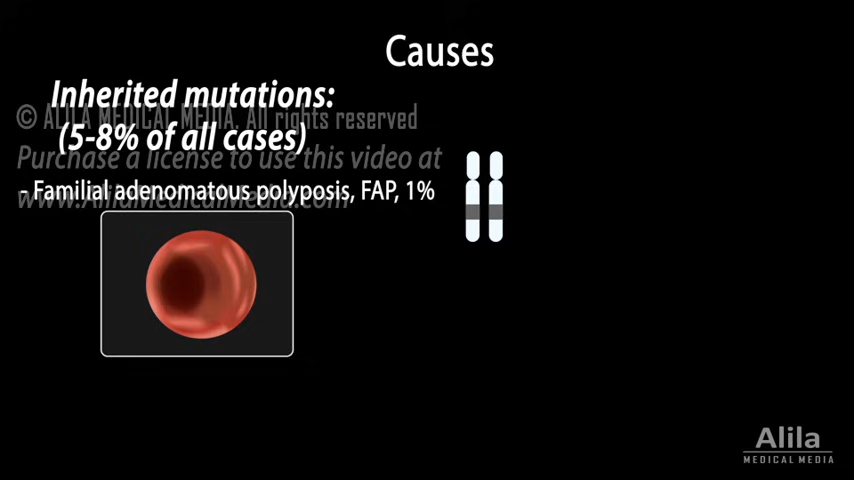 Causes
Inherited mutations:
(5-8% of all cases)
© ALILA MEDICAL MEDIA. All rights reserved
Purchase a license to use this video at
www.AlilaMedicalMedia.com
- Familial adenomatous polyposis, FAP, 1%
Alila
MEDICAL MEDIA